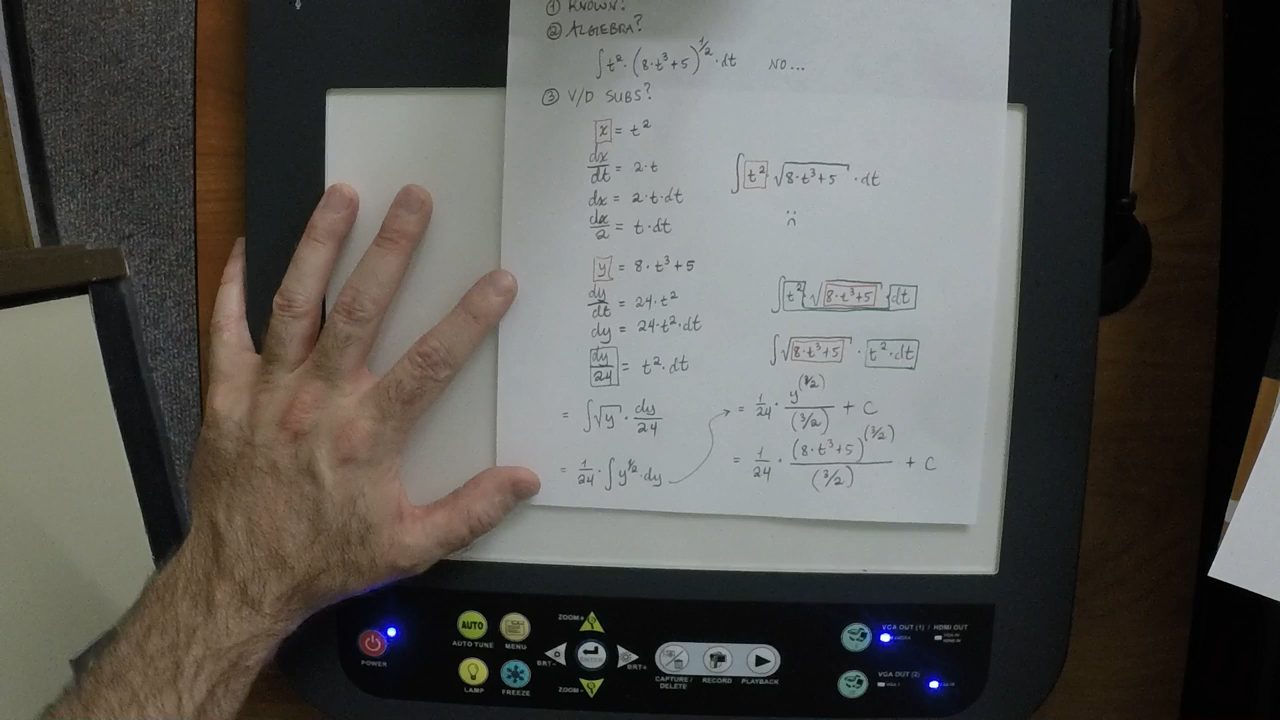 ① KNOWN?
② ALGEBRA?
∫t²·(8·t³+5)^1/2·dt NO...
③ V/D SUBS?
x = t²
dx/dt = 2·t
dx = 2·t·dt
dx/2 = t·dt
∫t² √(8·t³+5)·dt
y = 8·t³+5
dy/dt = 24·t²
dy = 24·t²·dt
dy/24 = t²·dt
= ∫√y·dy/24
= 1/24·∫y^1/2·dy
∫t² √(8·t³+5)·dt
∫√(8·t³+5)·t²·dt
= 1/24·y^(3/2)/(3/2) + C
= 1/24·(8·t³+5)^(3/2)/(3/2) + C
POWER
AUTO
AUTO TUNE
MENU
LAMP
FREEZE
ZOOM+
BRT-
BRT+
ZOOM-
CAPTURE/
DELETE
RECORD
PLAYBACK
VGA OUT (1) / HDMI OUT
VGA OUT (2)